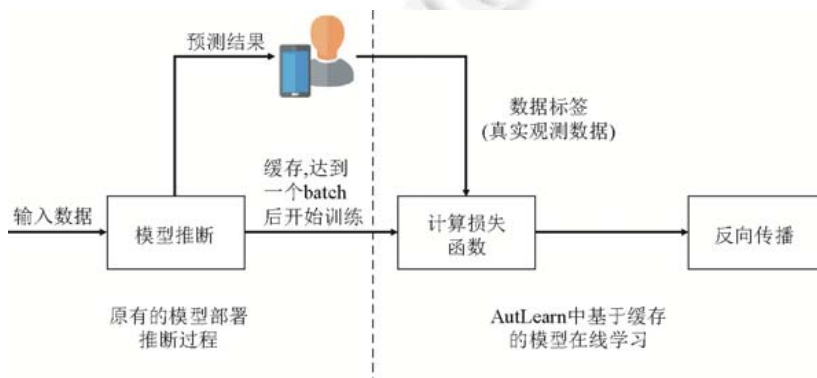 预测结果
数据标签
(真实观测数据)
缓存,达到
一个batch
后开始训练
输入数据
模型推断
计算损失
函数
反向传播
原有的模型部署
推断过程
AutLearn中基于缓存
的模型在线学习